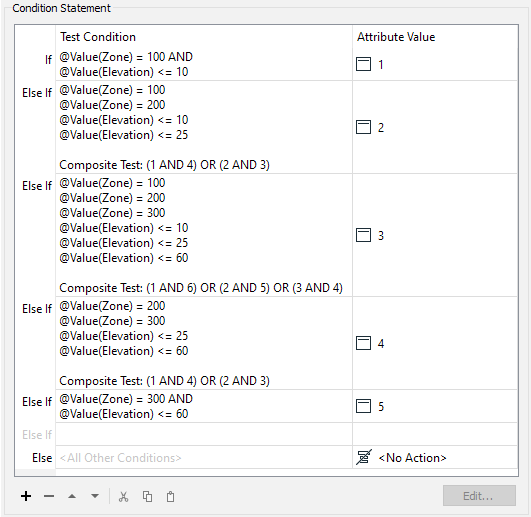 Condition Statement
Test Condition Attribute Value
If @Value(Zone) = 100 AND
@Value(Elevation) <= 10
1
Else If @Value(Zone) = 100
@Value(Zone) = 200
@Value(Elevation) <= 10
@Value(Elevation) <= 25
Composite Test: (1 AND 4) OR (2 AND 3)
2
Else If @Value(Zone) = 100
@Value(Zone) = 200
@Value(Zone) = 300
@Value(Elevation) <= 10
@Value(Elevation) <= 25
@Value(Elevation) <= 60
Composite Test: (1 AND 6) OR (2 AND 5) OR (3 AND 4)
3
Else If @Value(Zone) = 200
@Value(Zone) = 300
@Value(Elevation) <= 25
@Value(Elevation) <= 60
Composite Test: (1 AND 4) OR (2 AND 3)
4
Else If @Value(Zone) = 300 AND
@Value(Elevation) <= 60
5
Else If
Else <All Other Conditions> <No Action>
Edit...